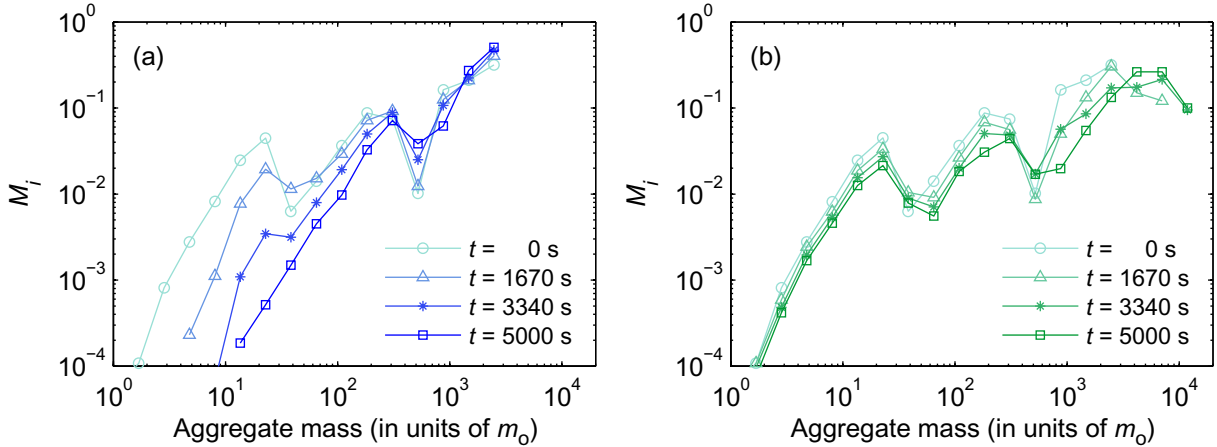 (a)
10^0
10^-1
10^-2
10^-3
10^-4
M_i
t = 0 s
t = 1670 s
t = 3340 s
t = 5000 s
10^0 10^1 10^2 10^3 10^4
Aggregate mass (in units of m_o)
(b)
10^0
10^-1
10^-2
10^-3
10^-4
M_i
t = 0 s
t = 1670 s
t = 3340 s
t = 5000 s
10^0 10^1 10^2 10^3 10^4
Aggregate mass (in units of m_o)